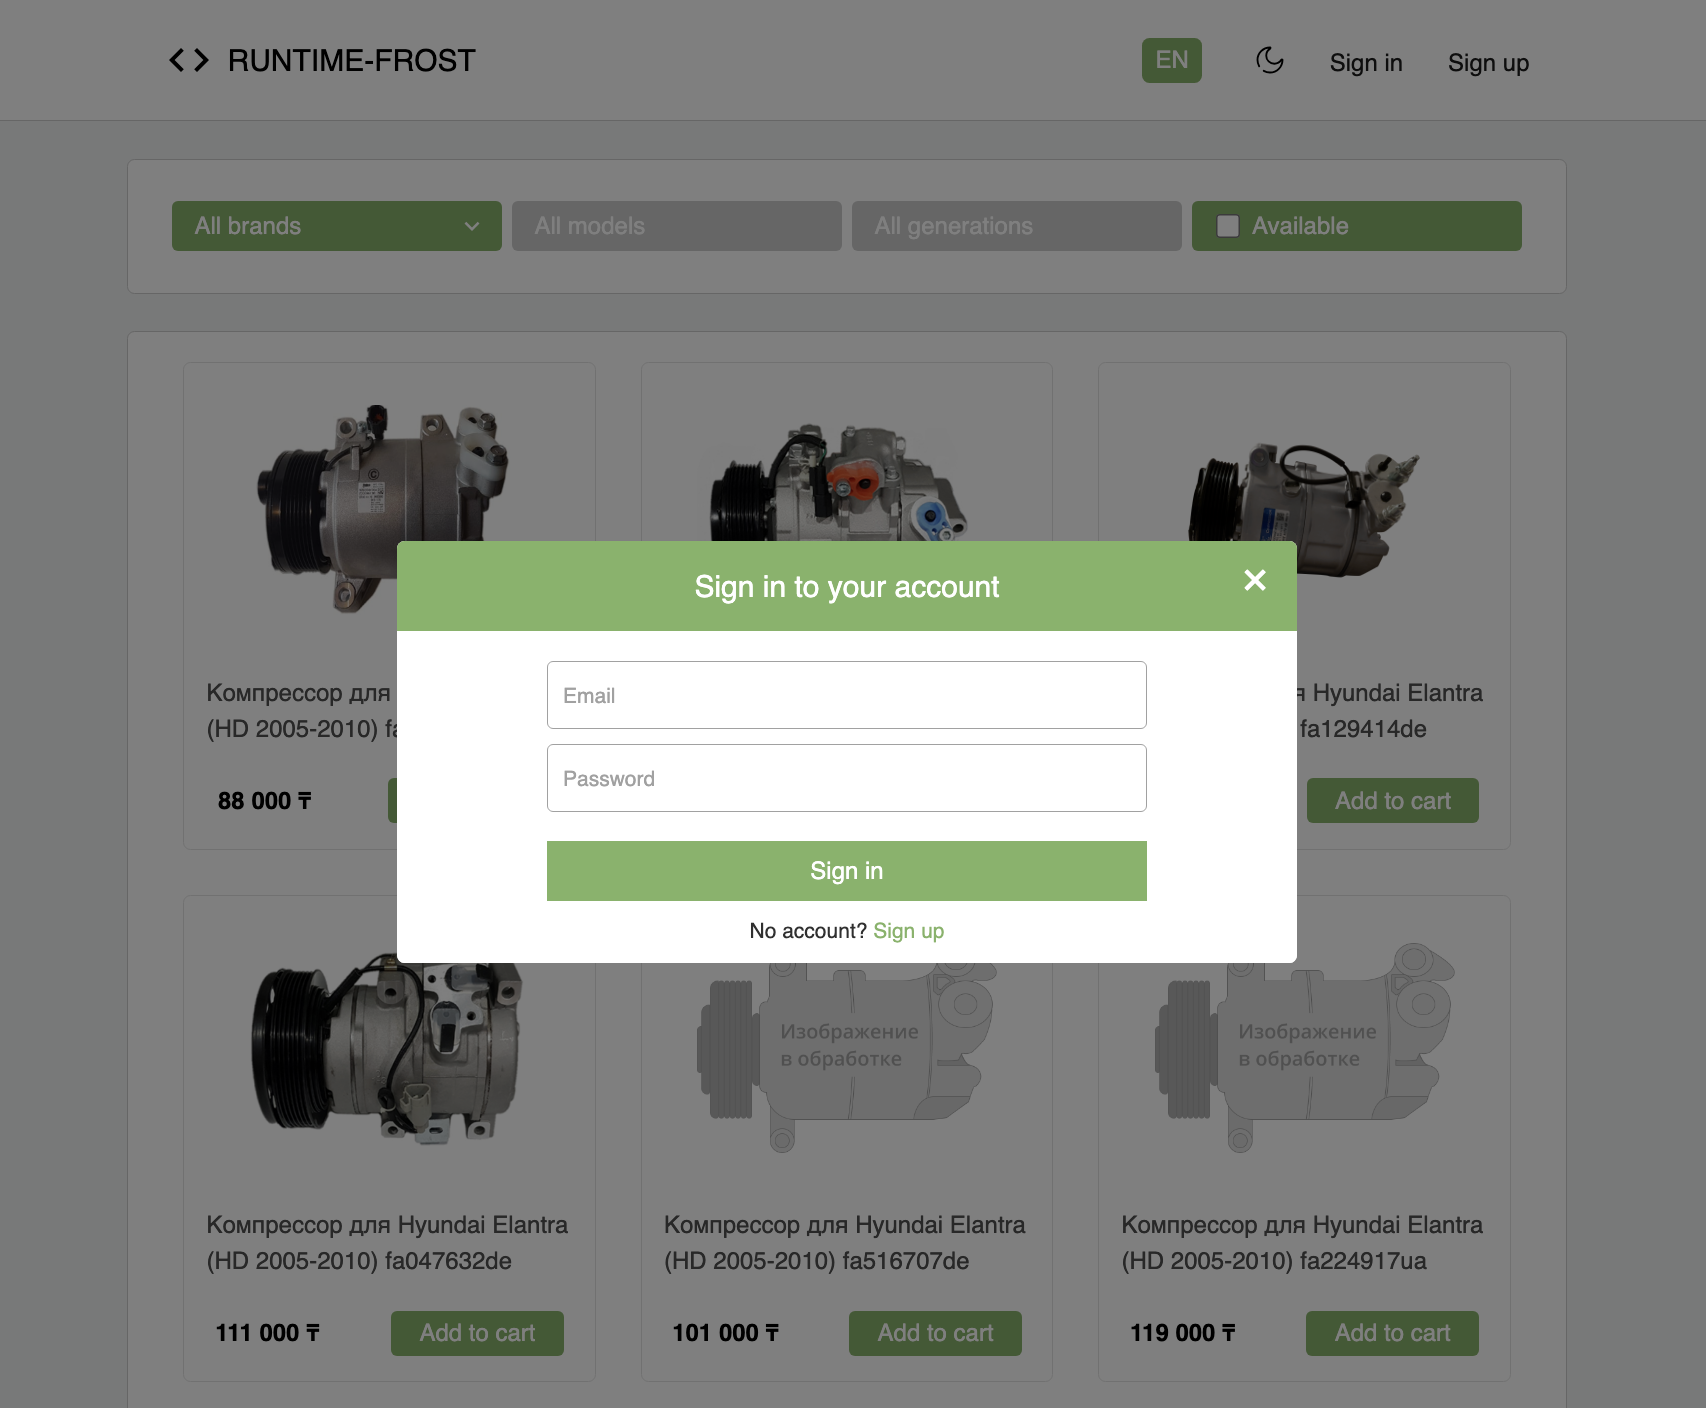 RUNTIME-FROST
EN
Sign in
Sign up
All brands
All models
All generations
Available
Sign in to your account
Email
Password
Sign in
No account? Sign up
Компрессор для
(HD 2005-2010)
88 000 ₸
Hyundai Elantra
fa129414de
Add to cart
Изображение
в обработке
Изображение
в обработке
Компрессор для Hyundai Elantra
(HD 2005-2010) fa047632de
111 000 ₸
Add to cart
Компрессор для Hyundai Elantra
(HD 2005-2010) fa516707de
101 000 ₸
Add to cart
Компрессор для Hyundai Elantra
(HD 2005-2010) fa224917ua
119 000 ₸
Add to cart